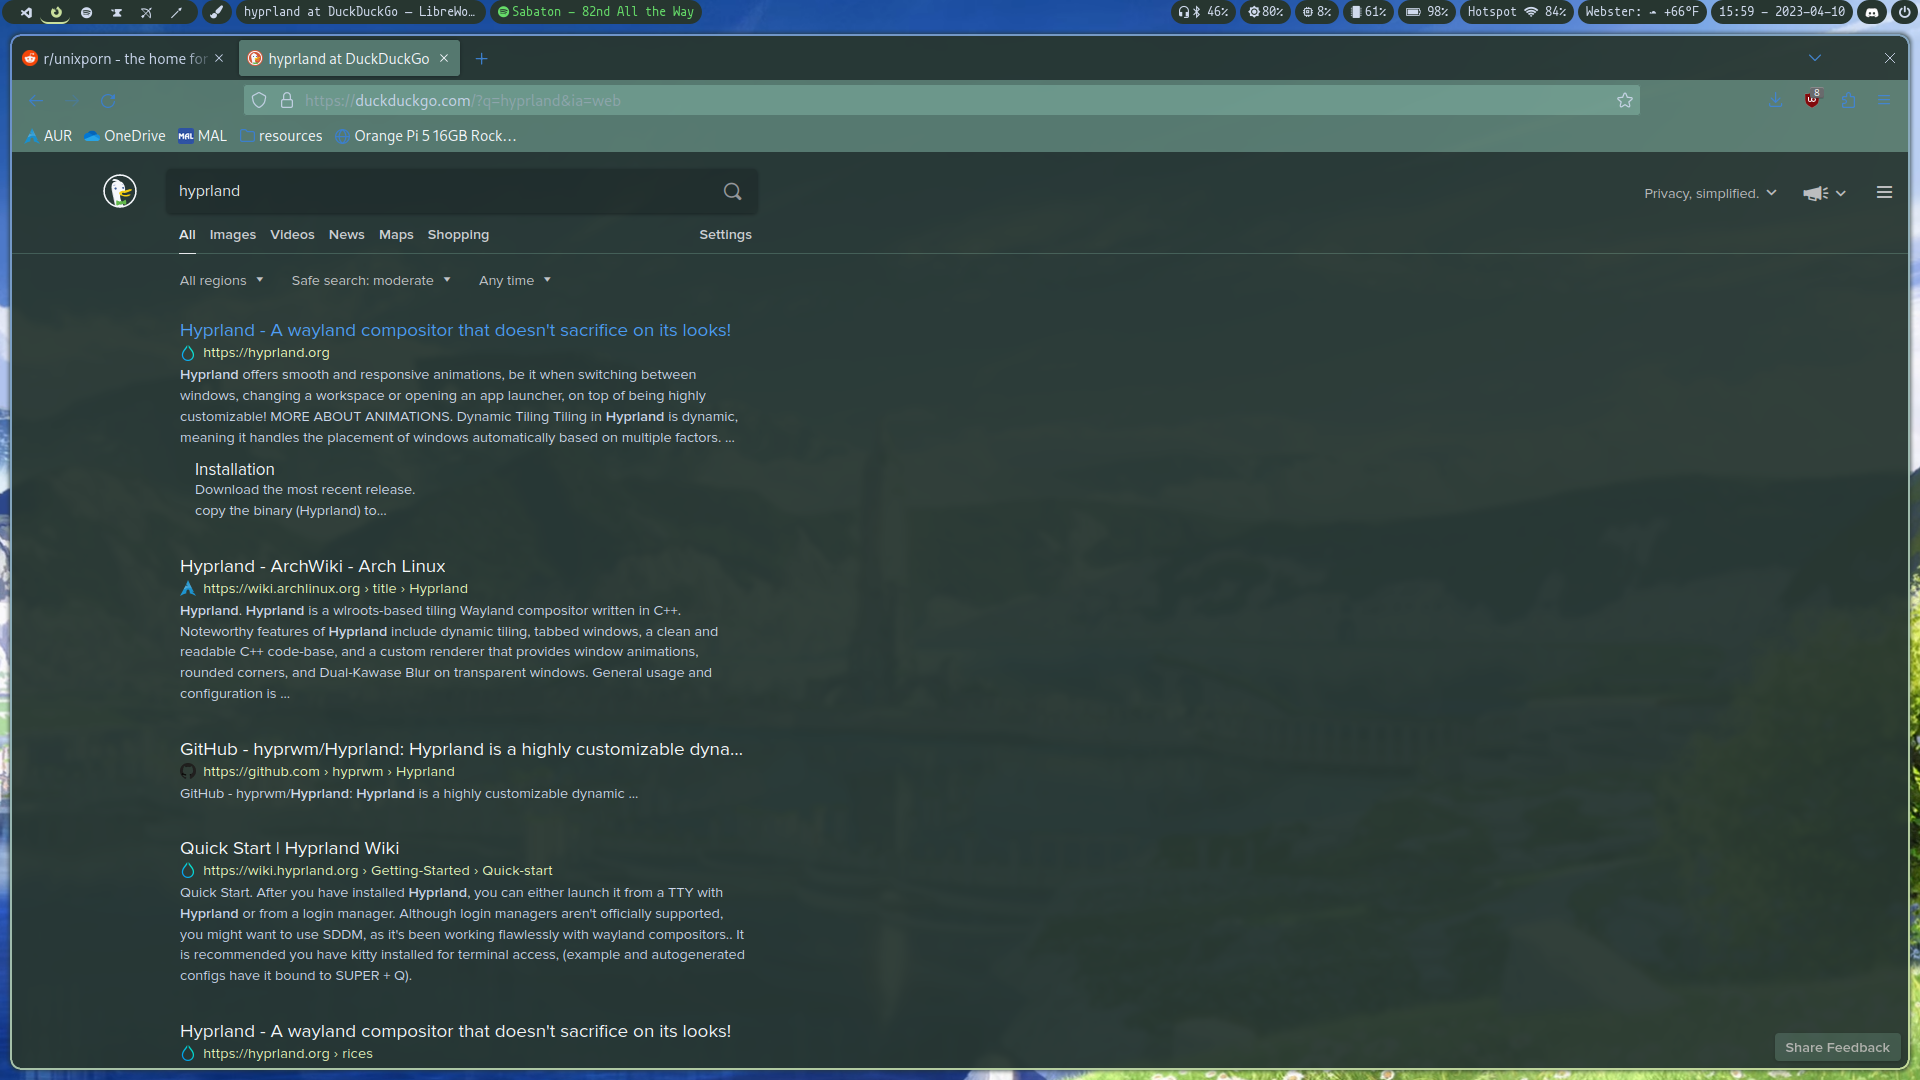 hyprland at DuckDuckGo — LibreWo…
Sabaton – 82nd All the Way
46%
80%
8%
61%
98%
Hotspot 84%
Webster: +66°F
15:59 – 2023-04-10
r/unixporn - the home for
hyprland at DuckDuckGo
https://duckduckgo.com/?q=hyprland&ia=web
8
AUR
OneDrive
MAL MAL
resources
Orange Pi 5 16GB Rock…
hyprland
Privacy, simplified.
All
Images
Videos
News
Maps
Shopping
Settings
All regions
Safe search: moderate
Any time
Hyprland - A wayland compositor that doesn't sacrifice on its looks!
https://hyprland.org
Hyprland offers smooth and responsive animations, be it when switching between
windows, changing a workspace or opening an app launcher, on top of being highly
customizable! MORE ABOUT ANIMATIONS. Dynamic Tiling Tiling in Hyprland is dynamic,
meaning it handles the placement of windows automatically based on multiple factors. ...
Installation
Download the most recent release.
copy the binary (Hyprland) to...
Hyprland - ArchWiki - Arch Linux
https://wiki.archlinux.org › title › Hyprland
Hyprland. Hyprland is a wlroots-based tiling Wayland compositor written in C++.
Noteworthy features of Hyprland include dynamic tiling, tabbed windows, a clean and
readable C++ code-base, and a custom renderer that provides window animations,
rounded corners, and Dual-Kawase Blur on transparent windows. General usage and
configuration is ...
GitHub - hyprwm/Hyprland: Hyprland is a highly customizable dyna...
https://github.com › hyprwm › Hyprland
GitHub - hyprwm/Hyprland: Hyprland is a highly customizable dynamic ...
Quick Start | Hyprland Wiki
https://wiki.hyprland.org › Getting-Started › Quick-start
Quick Start. After you have installed Hyprland, you can either launch it from a TTY with
Hyprland or from a login manager. Although login managers aren't officially supported,
you might want to use SDDM, as it's been working flawlessly with wayland compositors.. It
is recommended you have kitty installed for terminal access, (example and autogenerated
configs have it bound to SUPER + Q).
Hyprland - A wayland compositor that doesn't sacrifice on its looks!
https://hyprland.org › rices
Share Feedback